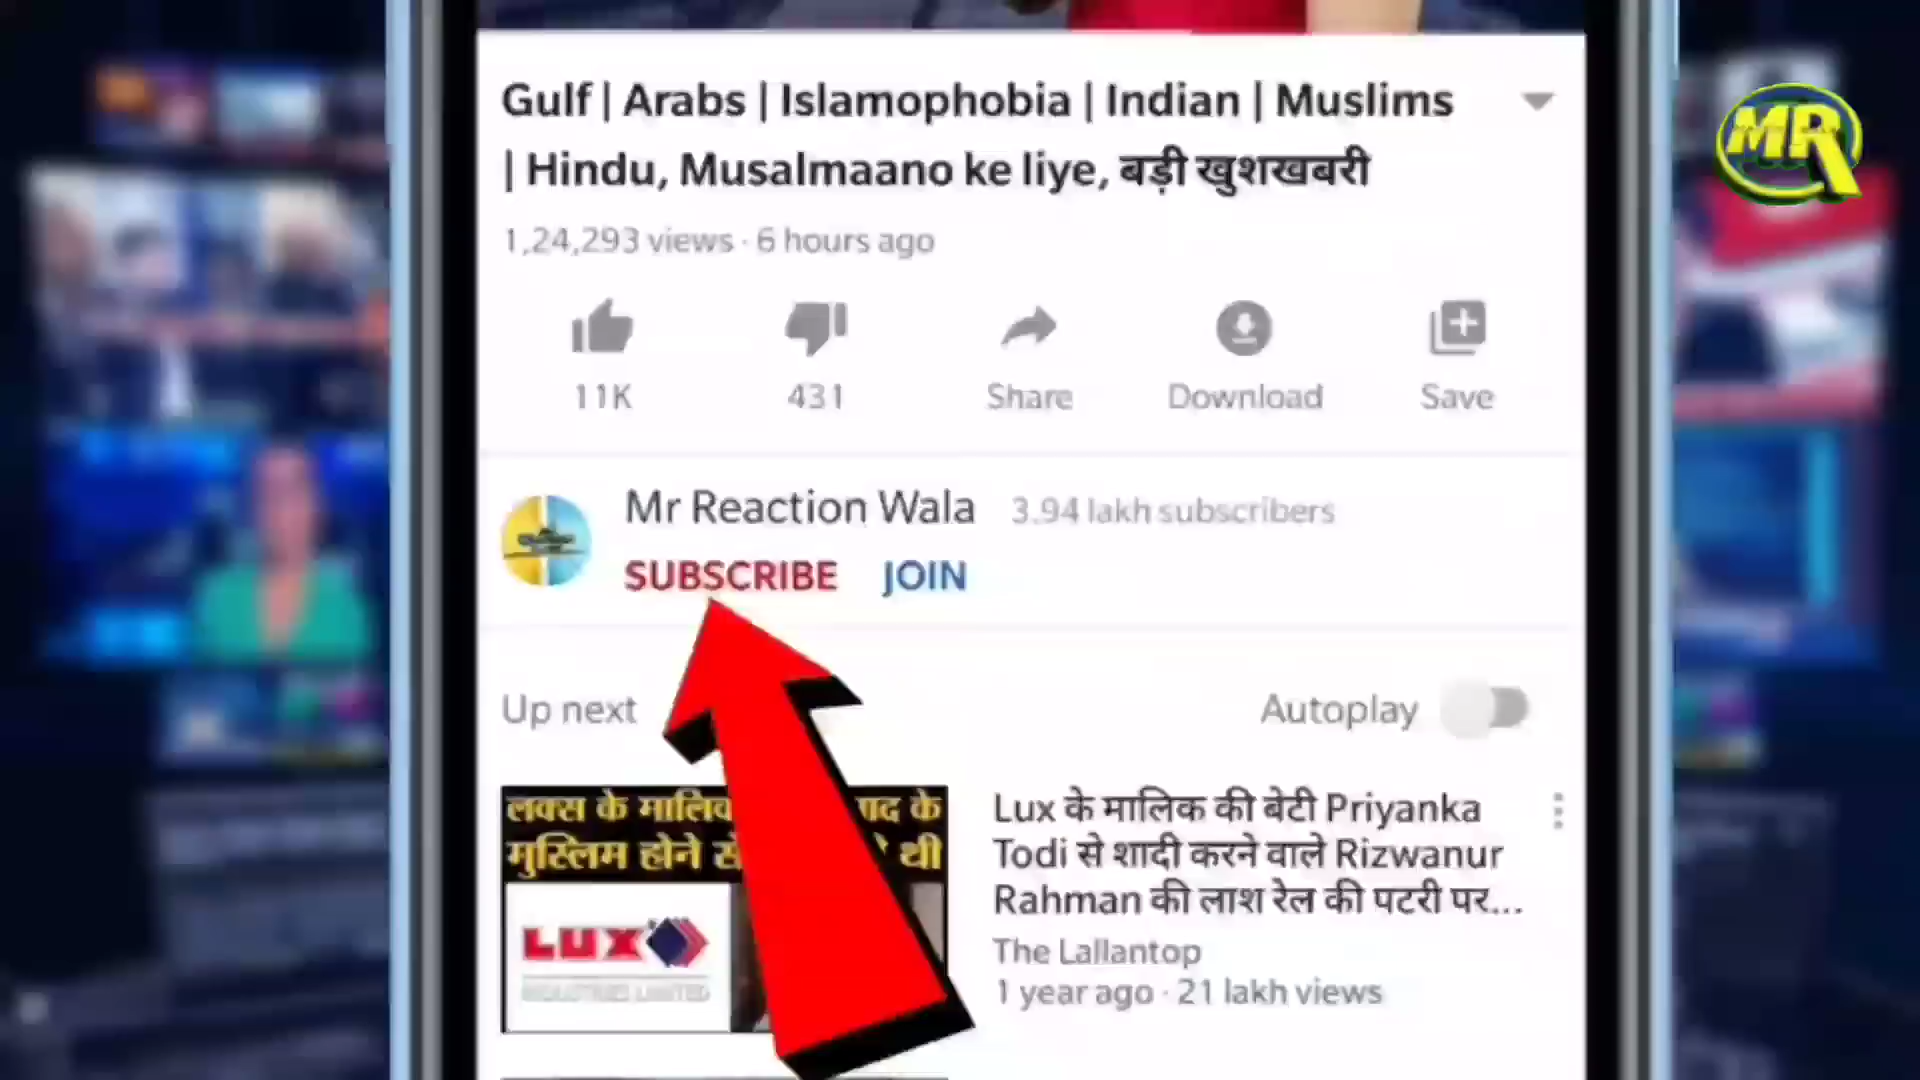 Gulf | Arabs | Islamophobia | Indian | Muslims
| Hindu, Musalmaano ke liye, बड़ी खुशखबरी
MR
1,24,293 views · 6 hours ago
11K
431
Share
Download
Save
Mr Reaction Wala 3.94 lakh subscribers
SUBSCRIBE JOIN
Up next
Autoplay
लक्स के
के
मुस्लिम होने
थी
LUX
INDUSTRIES LIMITED
Lux के मालिक की बेटी Priyanka
Todi से शादी करने वाले Rizwanur
Rahman की लाश रेल की पटरी पर...
The Lallantop
1 year ago · 21 lakh views